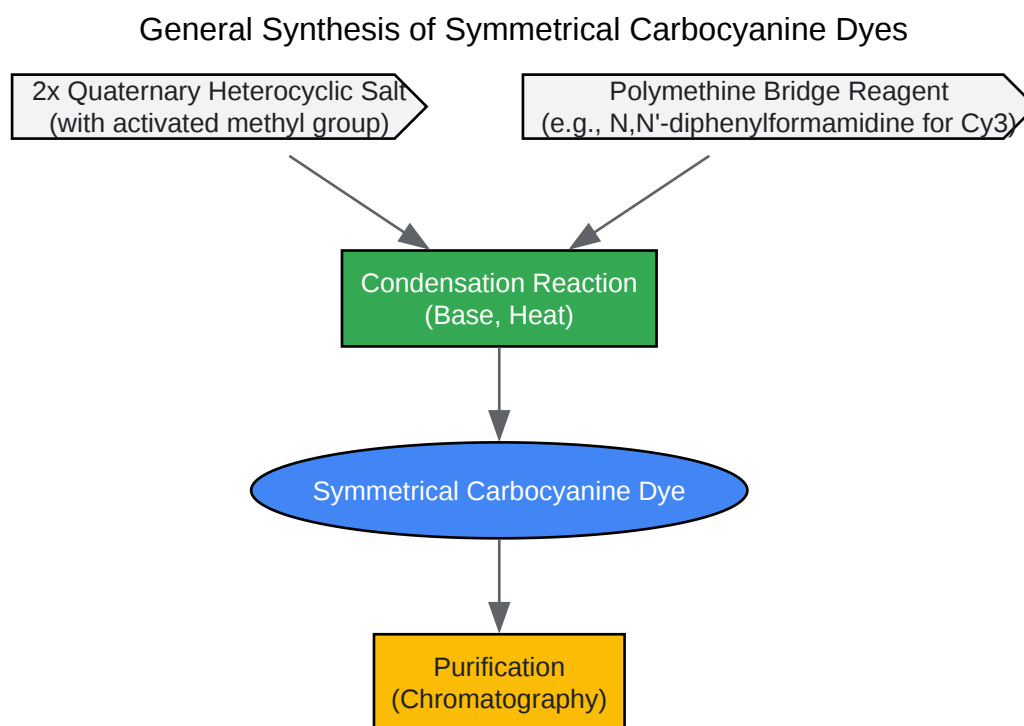 General Synthesis of Symmetrical Carbocyanine Dyes
2x Quaternary Heterocyclic Salt
(with activated methyl group)
Polymethine Bridge Reagent
(e.g., N,N'-diphenylformamidine for Cy3)
Condensation Reaction
(Base, Heat)
Symmetrical Carbocyanine Dye
Purification
(Chromatography)